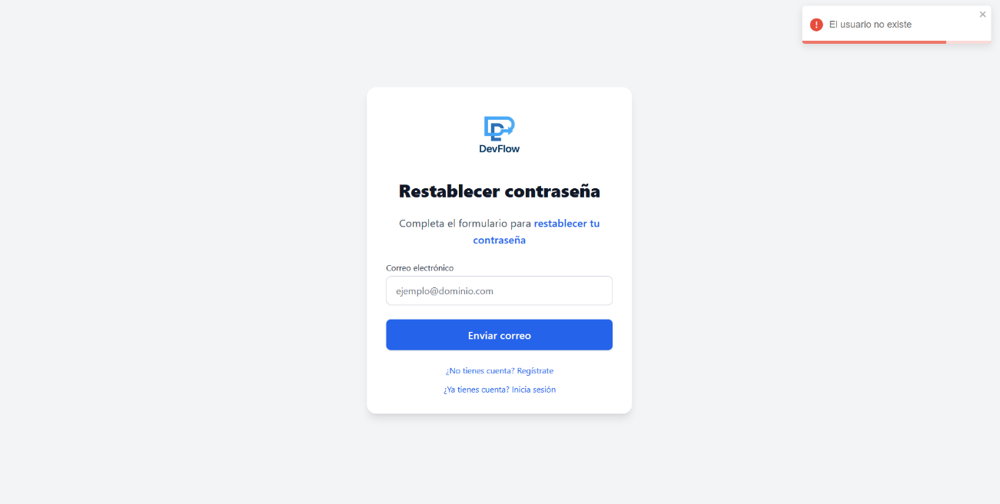 El usuario no existe
DevFlow
Restablecer contraseña
Completa el formulario para restablecer tu
contraseña
Correo electrónico
ejemplo@dominio.com
Enviar correo
¿No tienes cuenta? Regístrate
¿Ya tienes cuenta? Inicia sesión